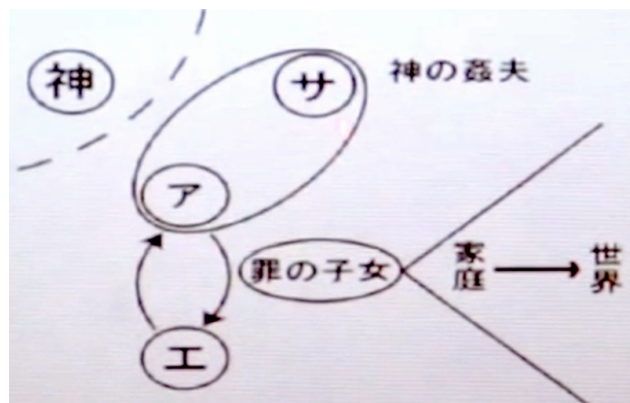 神
サ
神の姦夫
ア
罪の子女
家庭
世界
エ